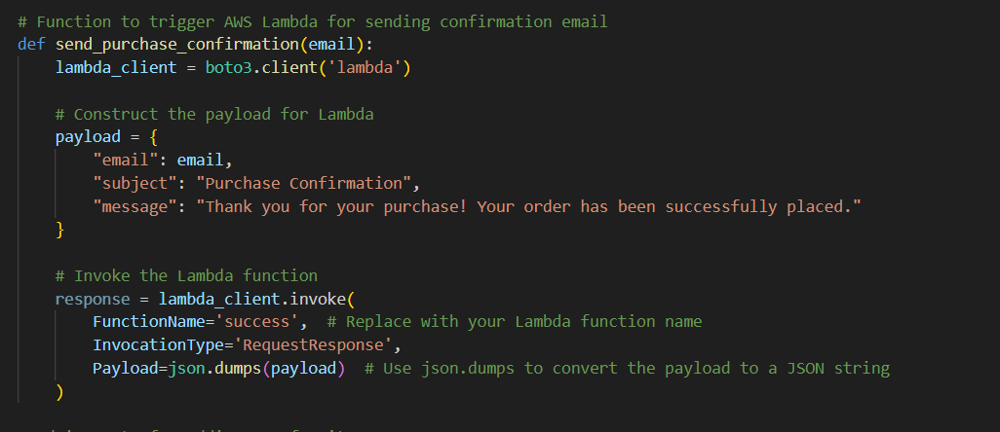 # Function to trigger AWS Lambda for sending confirmation email
def send_purchase_confirmation(email):
    lambda_client = boto3.client('lambda')
    # Construct the payload for Lambda
    payload = {
        "email": email,
        "subject": "Purchase Confirmation",
        "message": "Thank you for your purchase! Your order has been successfully placed."
    }
    # Invoke the Lambda function
    response = lambda_client.invoke(
        FunctionName='success',  # Replace with your Lambda function name
        InvocationType='RequestResponse',
        Payload=json.dumps(payload)  # Use json.dumps to convert the payload to a JSON string
    )